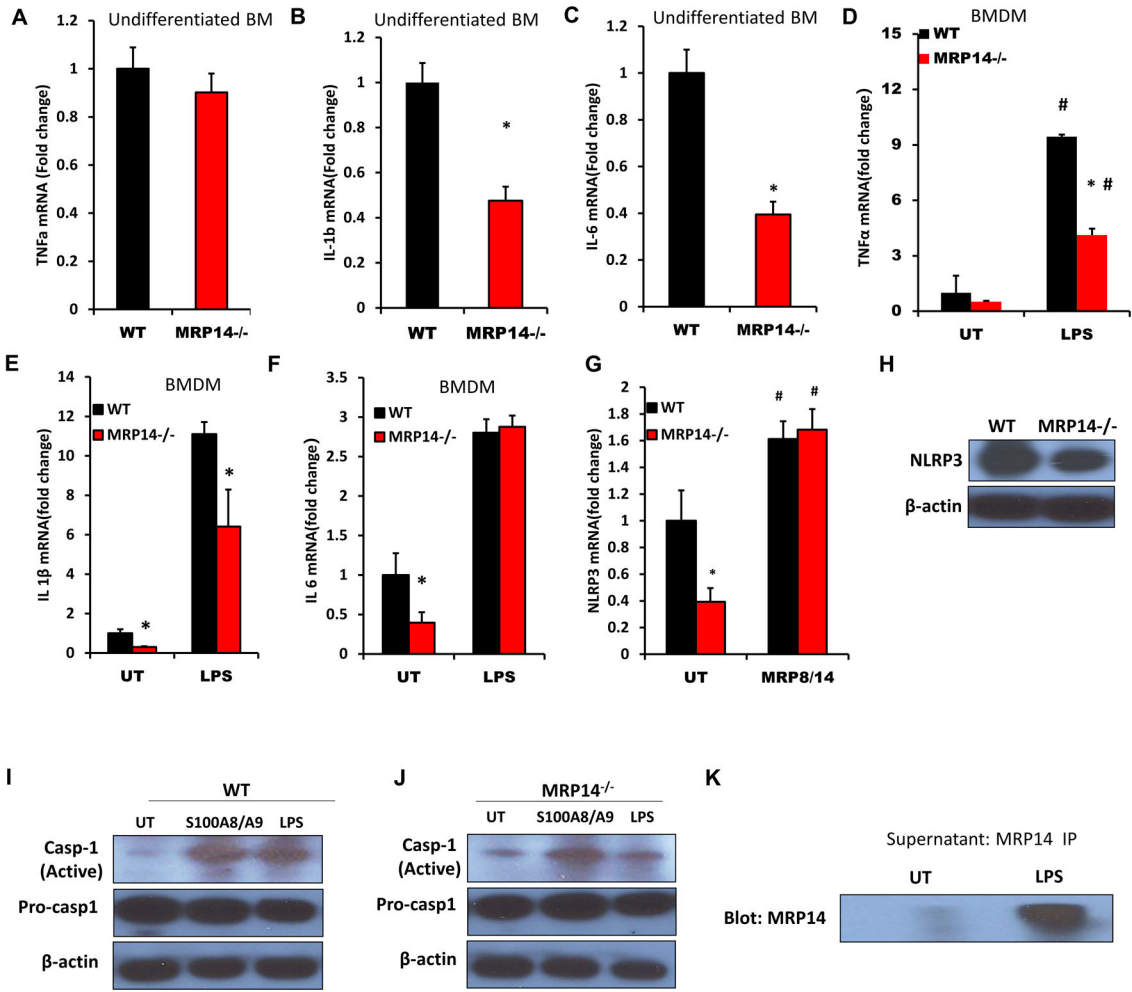 A
Undifferentiated BM
TNFa mRNA (Fold change)
1.2
1
0.8
0.6
0.4
0.2
0
WT MRP14-/-
B
Undifferentiated BM
IL-1b mRNA(Fold change)
1.2
1
0.8
0.6
0.4
0.2
0
*
WT MRP14-/-
C
Undifferentiated BM
IL-6 mRNA(Fold change)
1.2
1
0.8
0.6
0.4
0.2
0
*
WT MRP14-/-
D
BMDM
WT
MRP14-/-
TNFα mRNA(fold change)
15
12
9
6
3
0
#
* #
UT LPS
E
BMDM
WT
MRP14-/-
IL 1β mRNA(fold change)
14
12
10
8
6
4
2
0
*
*
UT LPS
F
BMDM
WT
MRP14-/-
IL 6 mRNA(fold change)
3.5
3
2.5
2
1.5
1
0.5
0
*
UT LPS
G
WT
MRP14-/-
NLRP3 mRNA(fold change)
2
1.8
1.6
1.4
1.2
1
0.8
0.6
0.4
0.2
0
# #
*
UT MRP8/14
H
WT MRP14-/-
NLRP3
β-actin
I
WT
UT S100A8/A9 LPS
Casp-1
(Active)
Pro-casp1
β-actin
J
MRP14-/-
UT S100A8/A9 LPS
Casp-1
(Active)
Pro-casp1
β-actin
K
Supernatant: MRP14 IP
UT LPS
Blot: MRP14